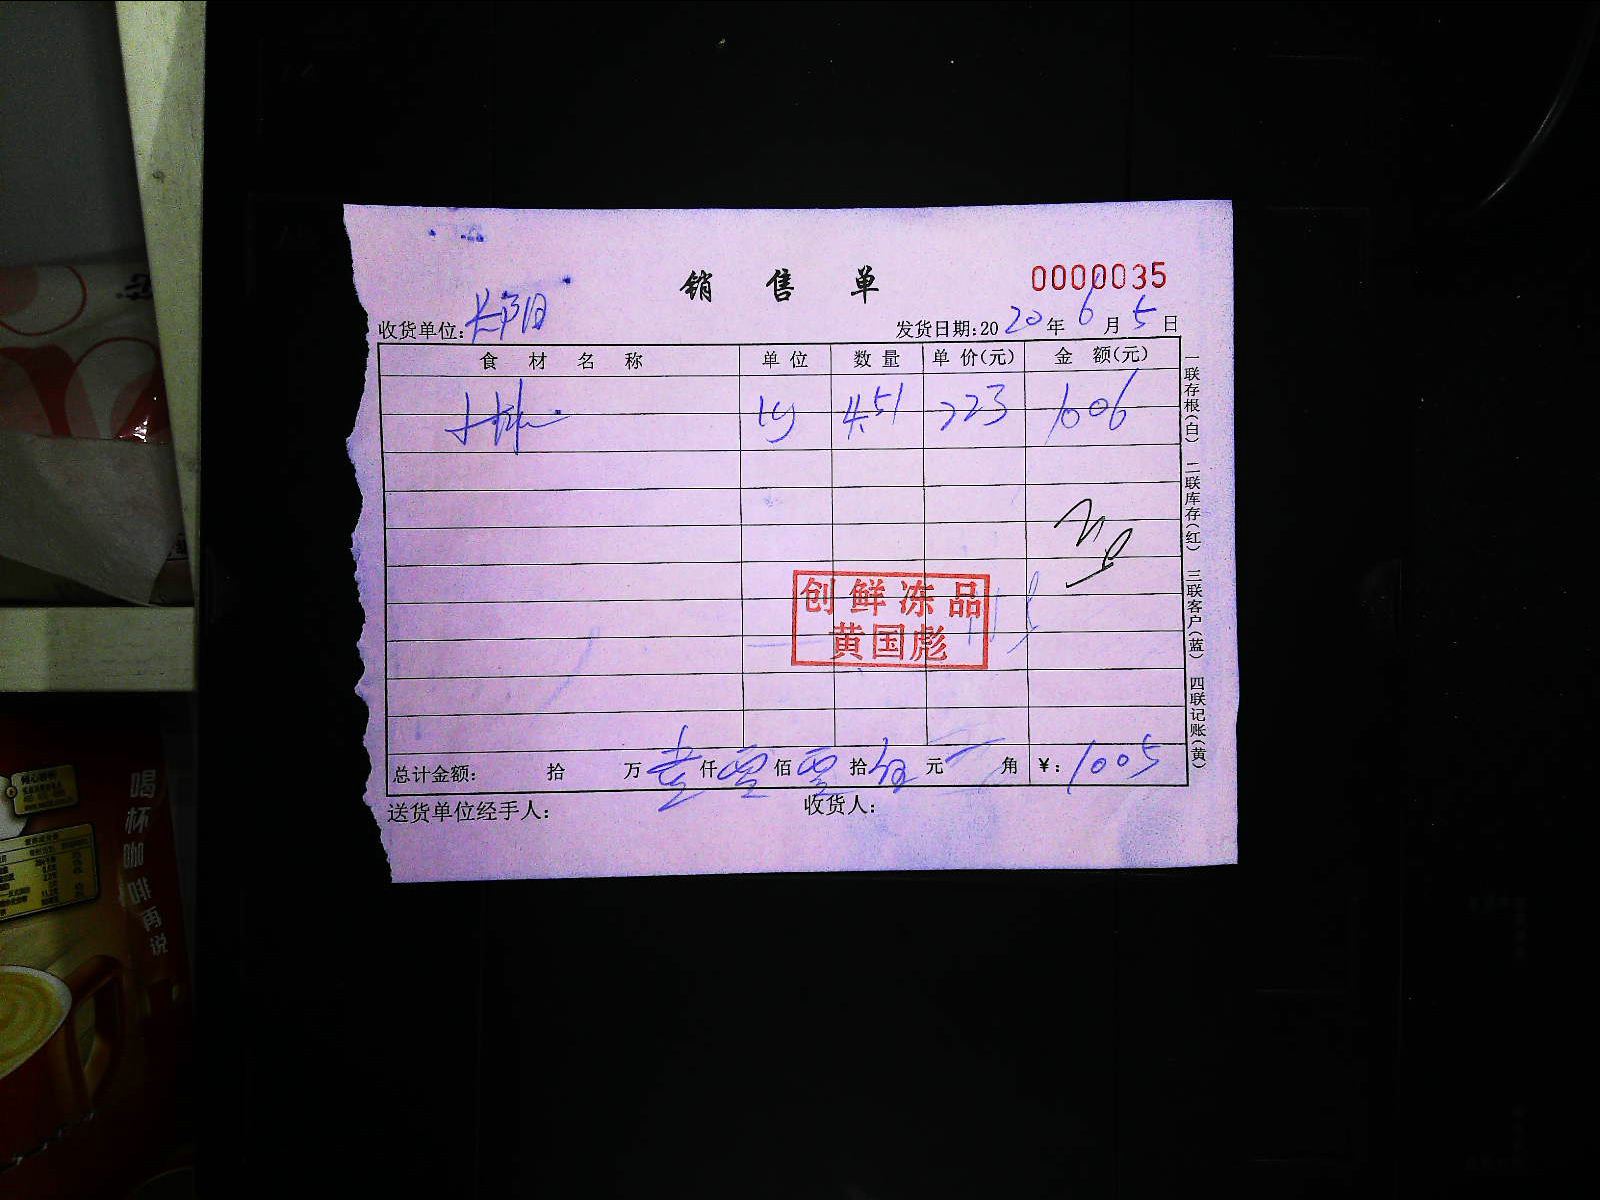 销售单
0000035
收货单位:长阳
发货日期:2020年6月5日
食材名称 单位 数量 单价(元) 金额(元)
451 223 1006
创鲜冻品
黄国彪
总计金额: 拾 万壹仟零佰零拾伍元 角 ¥:1005
送货单位经手人: 收货人:
一联存根(白) 二联库存(红) 三联客户(蓝) 四联记账(黄)
喝杯咖啡再说